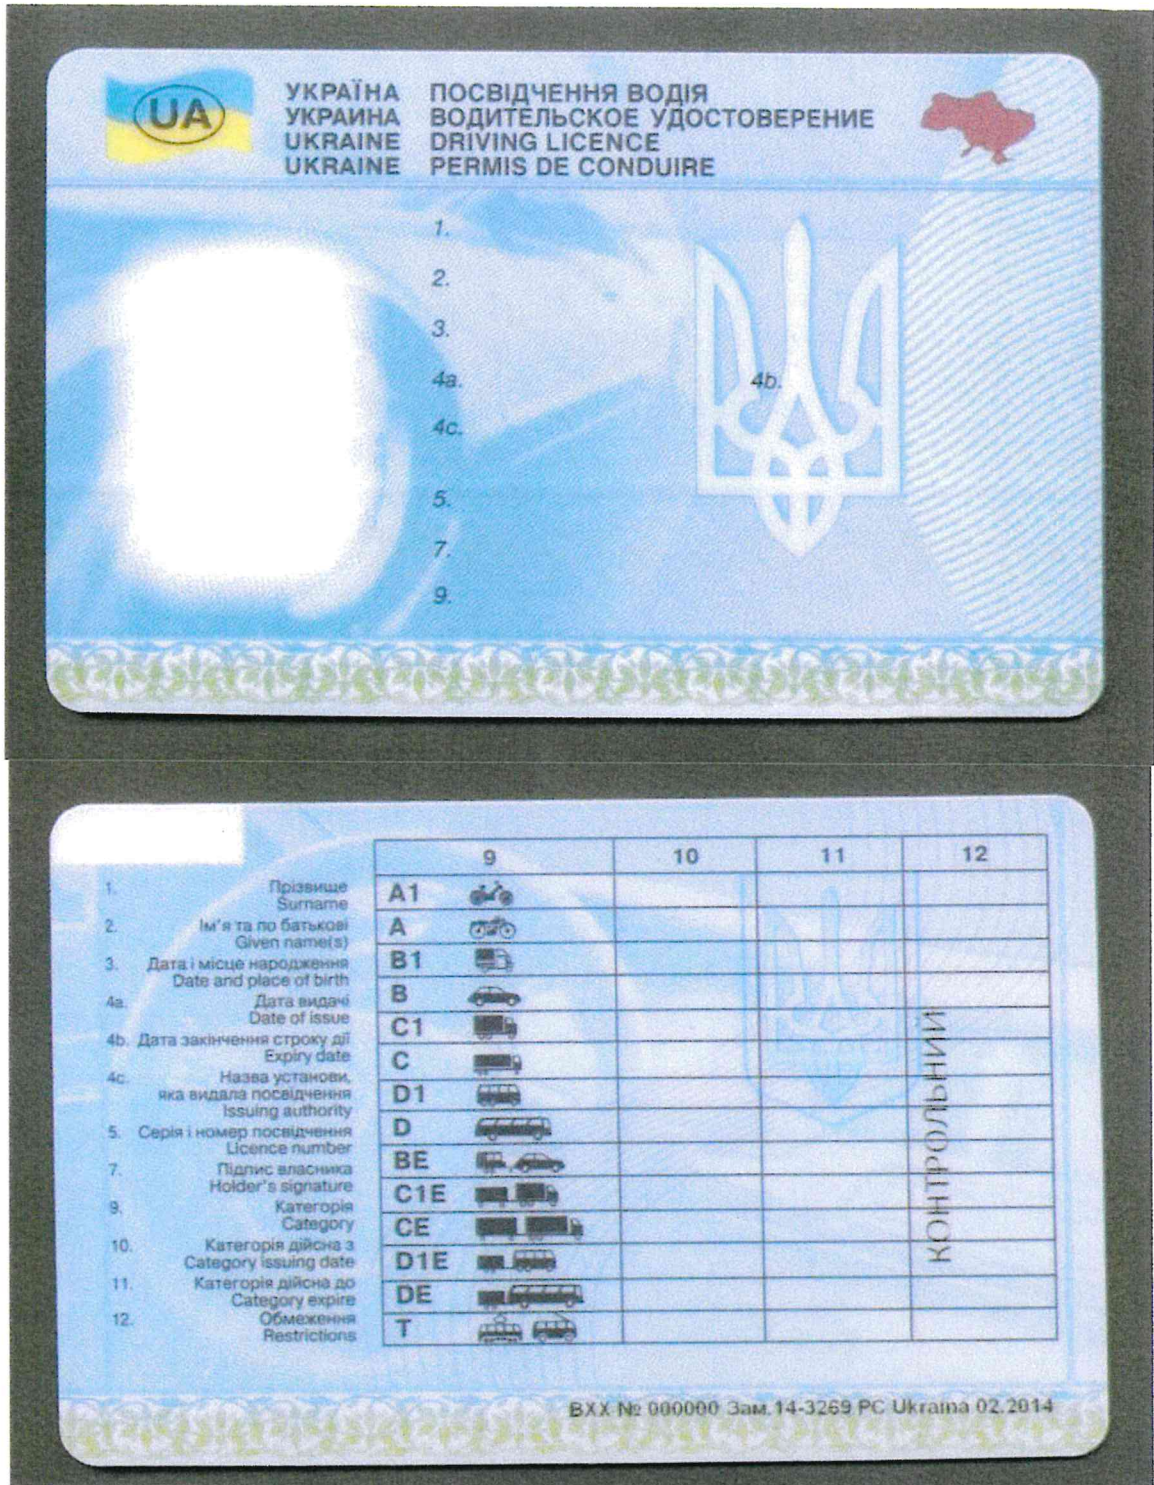 UA
УКРАЇНА ПОСВІДЧЕННЯ ВОДІЯ
УКРАИНА ВОДИТЕЛЬСКОЕ УДОСТОВЕРЕНИЕ
UKRAINE DRIVING LICENCE
UKRAINE PERMIS DE CONDUIRE
1.
2.
3.
4a. 4b.
4c.
5.
7.
9.
9 10 11 12
1. Прізвище
Surname
2. Ім'я та по батькові
Given name(s)
3. Дата і місце народження
Date and place of birth
4a. Дата видачі
Date of issue
4b. Дата закінчення строку дії
Expiry date
4c. Назва установи,
яка видала посвідчення
Issuing authority
5. Серія і номер посвідчення
Licence number
7. Підпис власника
Holder's signature
9. Категорія
Category
10. Категорія дійсна з
Category issuing date
11. Категорія дійсна до
Category expire
12. Обмеження
Restrictions
A1
A
B1
B
C1
C
D1
D
BE
C1E
CE
D1E
DE
T
КОНТРОЛЬНИЙ
BXX № 000000 Зам.14-3269 PC Ukraina 02.2014